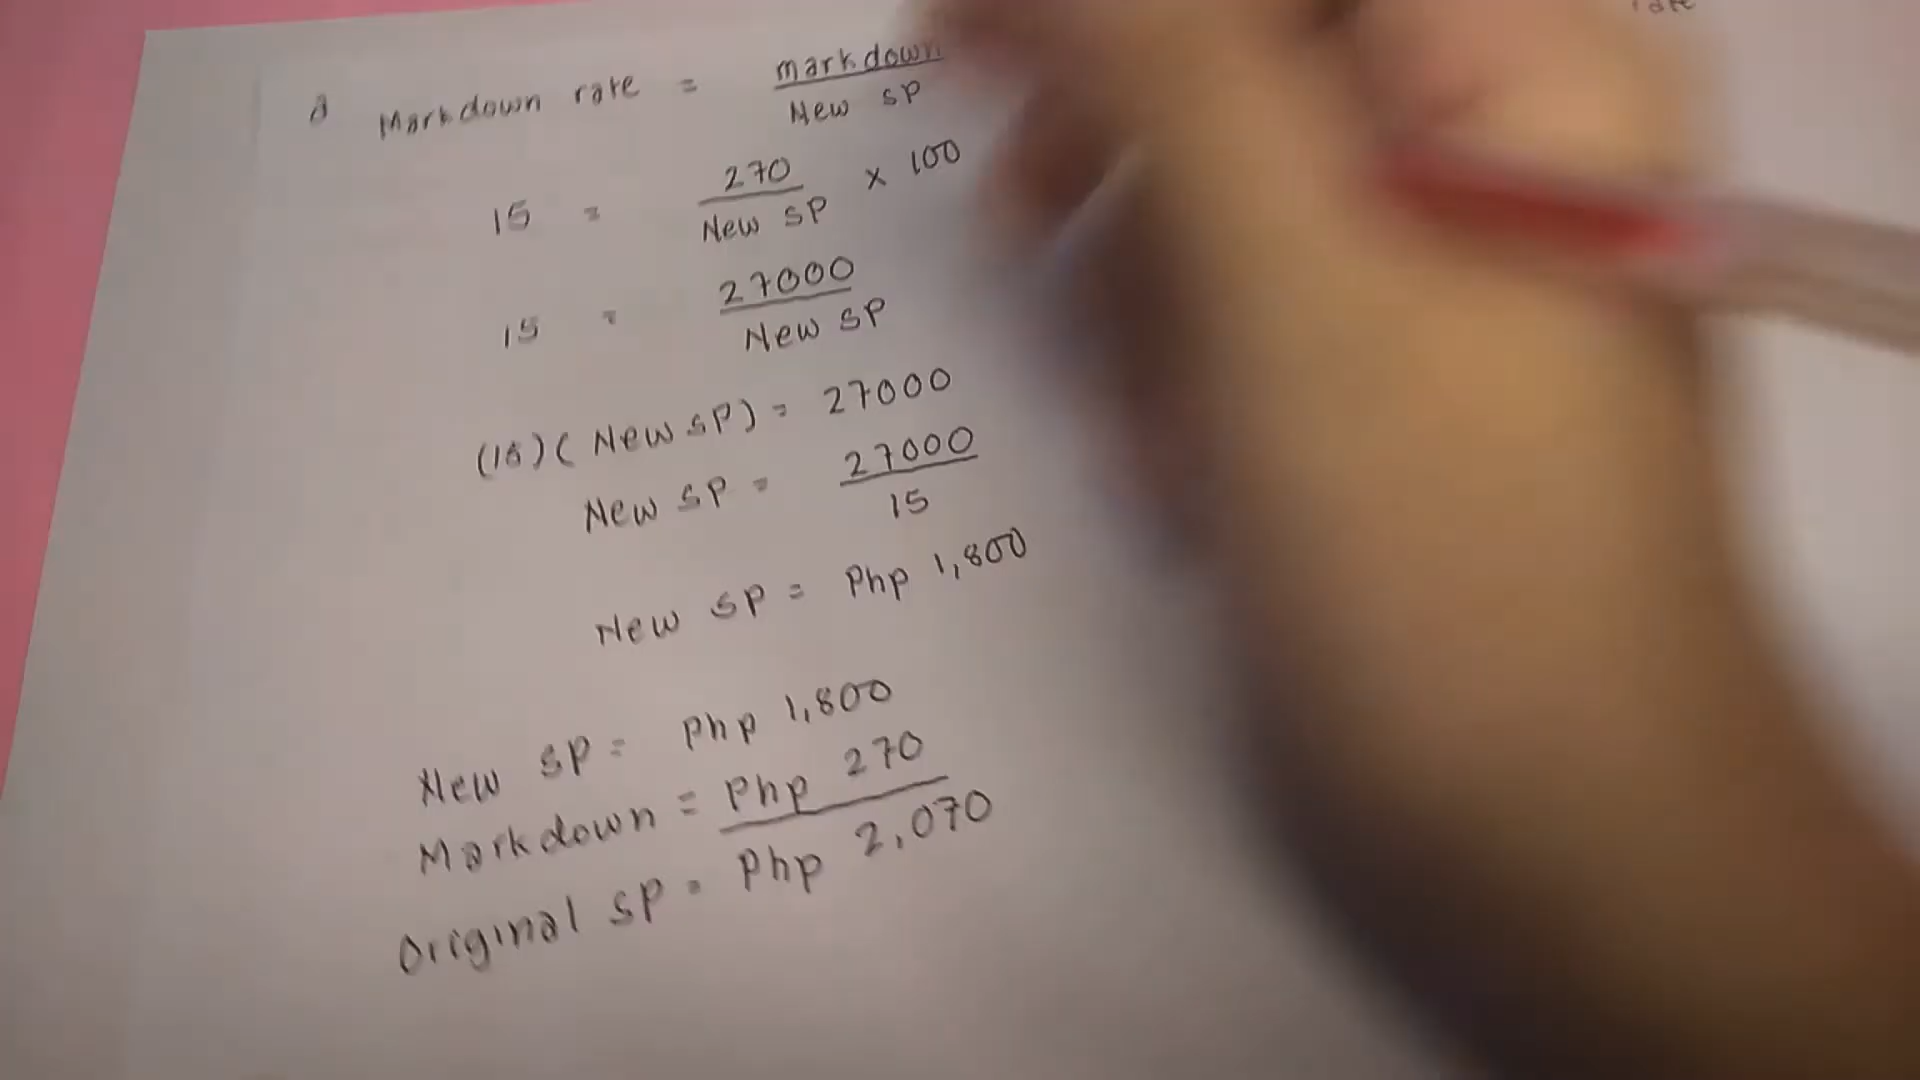 a Markdown rate = markdown / New SP
15 = 270 / New SP x 100
15 = 27000 / New SP
(15)(New SP) = 27000
New SP = 27000 / 15
New SP = Php 1,800
New SP = Php 1,800
Markdown = Php 270
Original SP = Php 2,070
rate